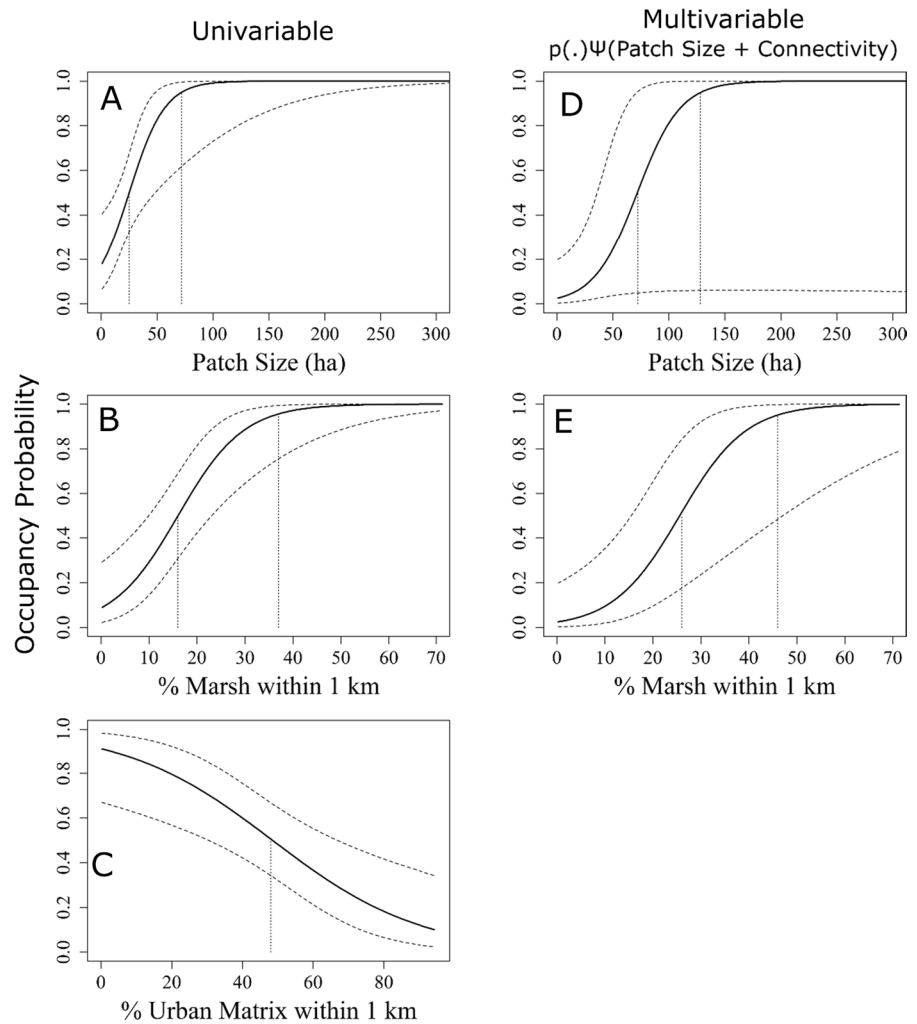 Univariable
Multivariable
p(.)Ψ(Patch Size + Connectivity)
Occupancy Probability
A
0.0 0.2 0.4 0.6 0.8 1.0
0 50 100 150 200 250 300
Patch Size (ha)
D
0.0 0.2 0.4 0.6 0.8 1.0
0 50 100 150 200 250 300
Patch Size (ha)
B
0.0 0.2 0.4 0.6 0.8 1.0
0 10 20 30 40 50 60 70
% Marsh within 1 km
E
0.0 0.2 0.4 0.6 0.8 1.0
0 10 20 30 40 50 60 70
% Marsh within 1 km
C
0.0 0.2 0.4 0.6 0.8 1.0
0 20 40 60 80
% Urban Matrix within 1 km